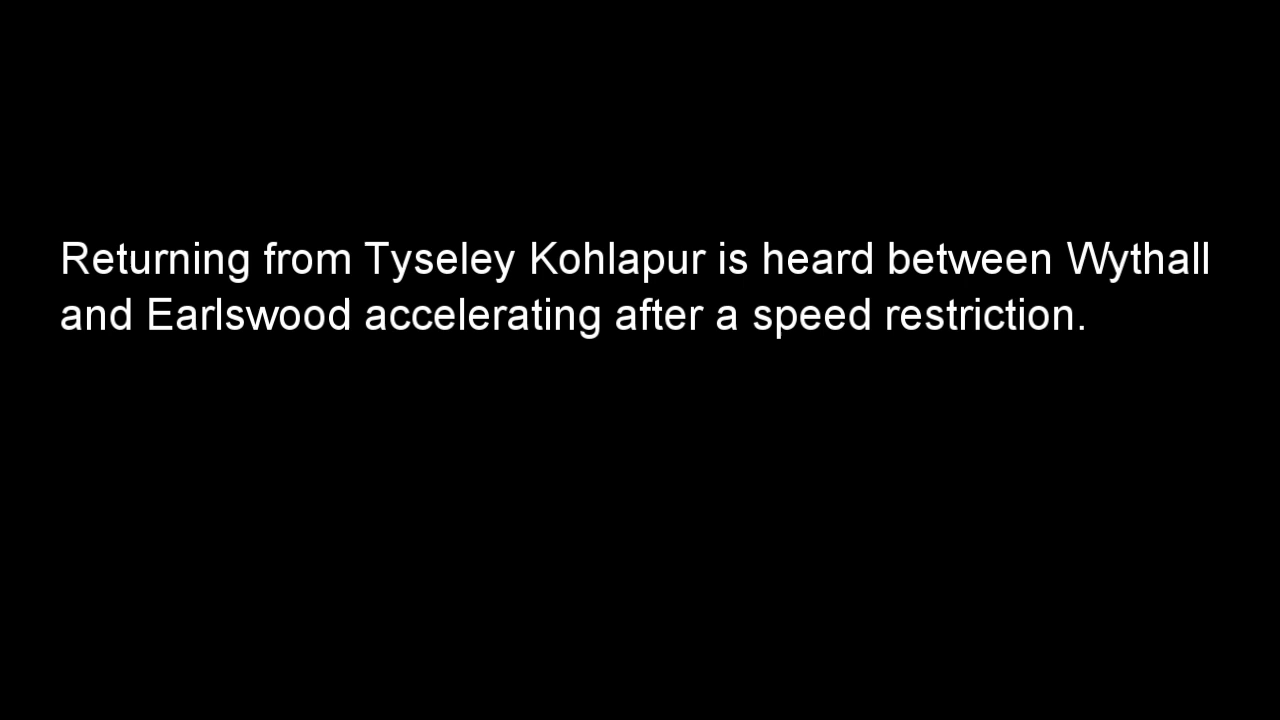 Returning from Tyseley Kohlapur is heard between Wythall
and Earlswood accelerating after a speed restriction.